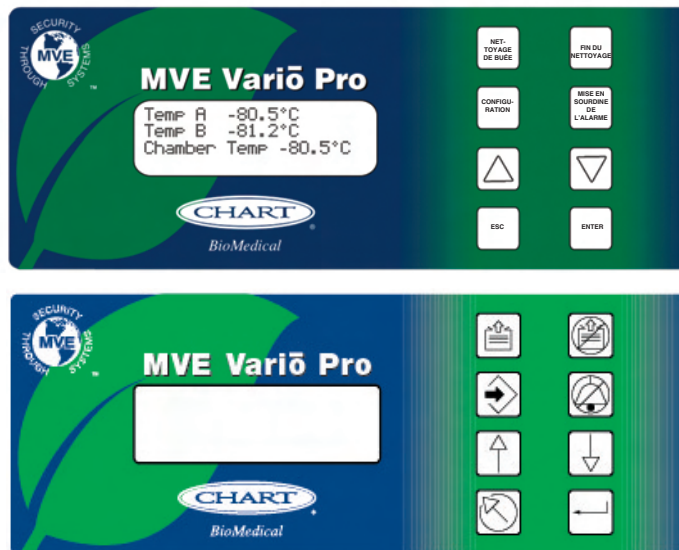 SECURITY
THROUGH
MVE
SYSTEMS
™
MVE Variō Pro
Temp A -80.5°C
Temp B -81.2°C
Chamber Temp -80.5°C
CHART
®
BioMedical
NET-
TOYAGE
DE BUÉE
FIN DU
NETTOYAGE
CONFIGU-
RATION
MISE EN
SOURDINE
DE
L'ALARME
ESC
ENTER
SECURITY
THROUGH
MVE
SYSTEMS
™
MVE Variō Pro
CHART
BioMedical